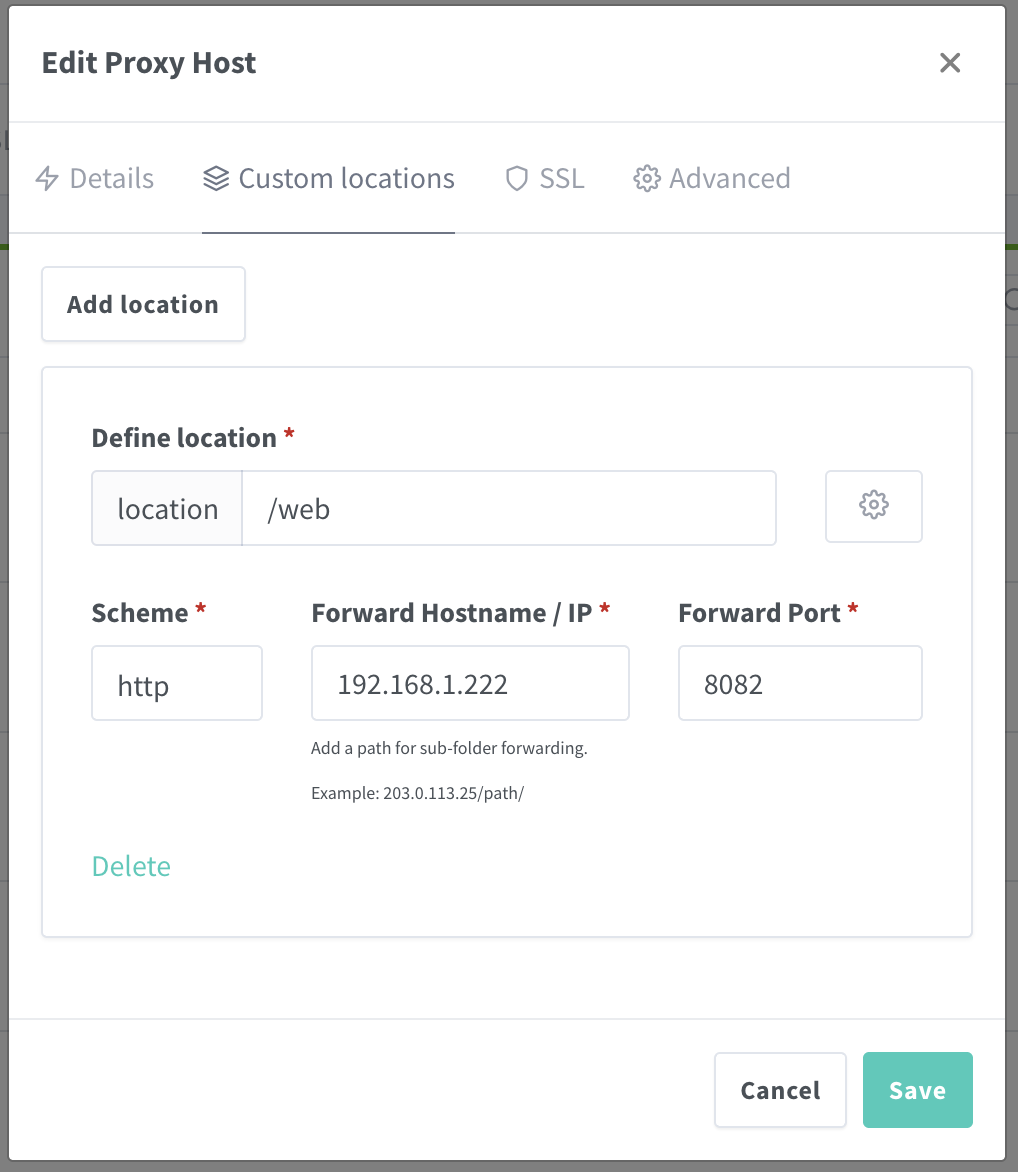 Edit Proxy Host
Details Custom locations SSL Advanced
Add location
Define location *
location /web
Scheme * Forward Hostname / IP * Forward Port *
http 192.168.1.222 8082
Add a path for sub-folder forwarding.
Example: 203.0.113.25/path/
Delete
Cancel Save